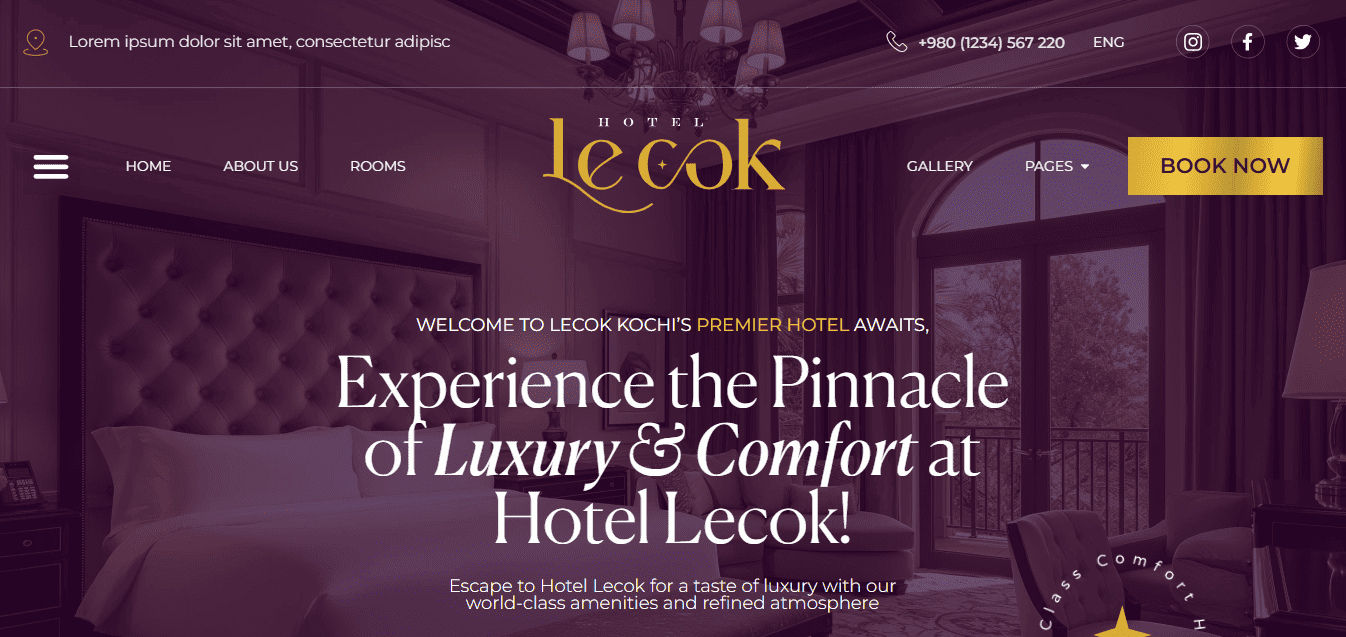 Lorem ipsum dolor sit amet, consectetur adipisc
+980 (1234) 567 220
ENG
HOTEL
Lecok
HOME
ABOUT US
ROOMS
GALLERY
PAGES
BOOK NOW
WELCOME TO LECOK KOCHI’S PREMIER HOTEL AWAITS,
Experience the Pinnacle
of Luxury & Comfort at
Hotel Lecok!
Escape to Hotel Lecok for a taste of luxury with our
world-class amenities and refined atmosphere
Class Comfort H